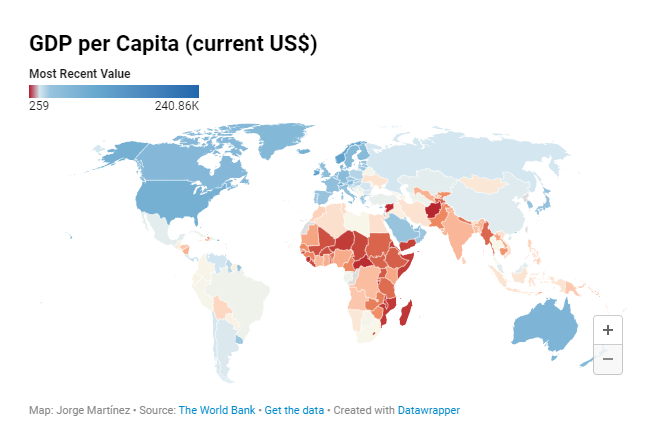 GDP per Capita (current US$)
Most Recent Value
259 240.86K
+
−
Map: Jorge Martínez • Source: The World Bank • Get the data • Created with Datawrapper